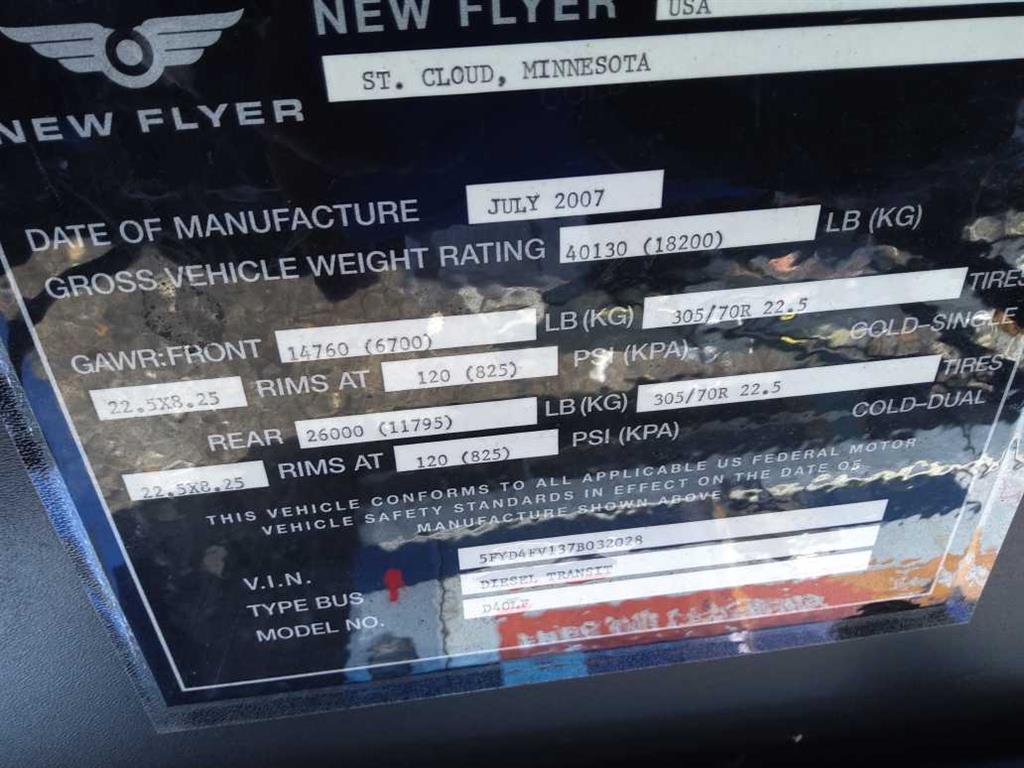 NEW FLYER
USA
ST. CLOUD, MINNESOTA
NEW FLYER
DATE OF MANUFACTURE JULY 2007
GROSS VEHICLE WEIGHT RATING 40130 (18200) LB (KG)
GAWR:FRONT 14760 (6700) LB (KG) 305/70R 22.5 TIRES
22.5X8.25 RIMS AT 120 (825) PSI (KPA) COLD-SINGLE
REAR 26000 (11795) LB (KG) 305/70R 22.5 TIRES
22.5X8.25 RIMS AT 120 (825) PSI (KPA) COLD-DUAL
THIS VEHICLE CONFORMS TO ALL APPLICABLE US FEDERAL MOTOR
VEHICLE SAFETY STANDARDS IN EFFECT ON THE DATE OF
MANUFACTURE SHOWN ABOVE
V.I.N. 5FYD4FV137B032028
TYPE BUS DIESEL TRANSIT
MODEL NO. D40LF